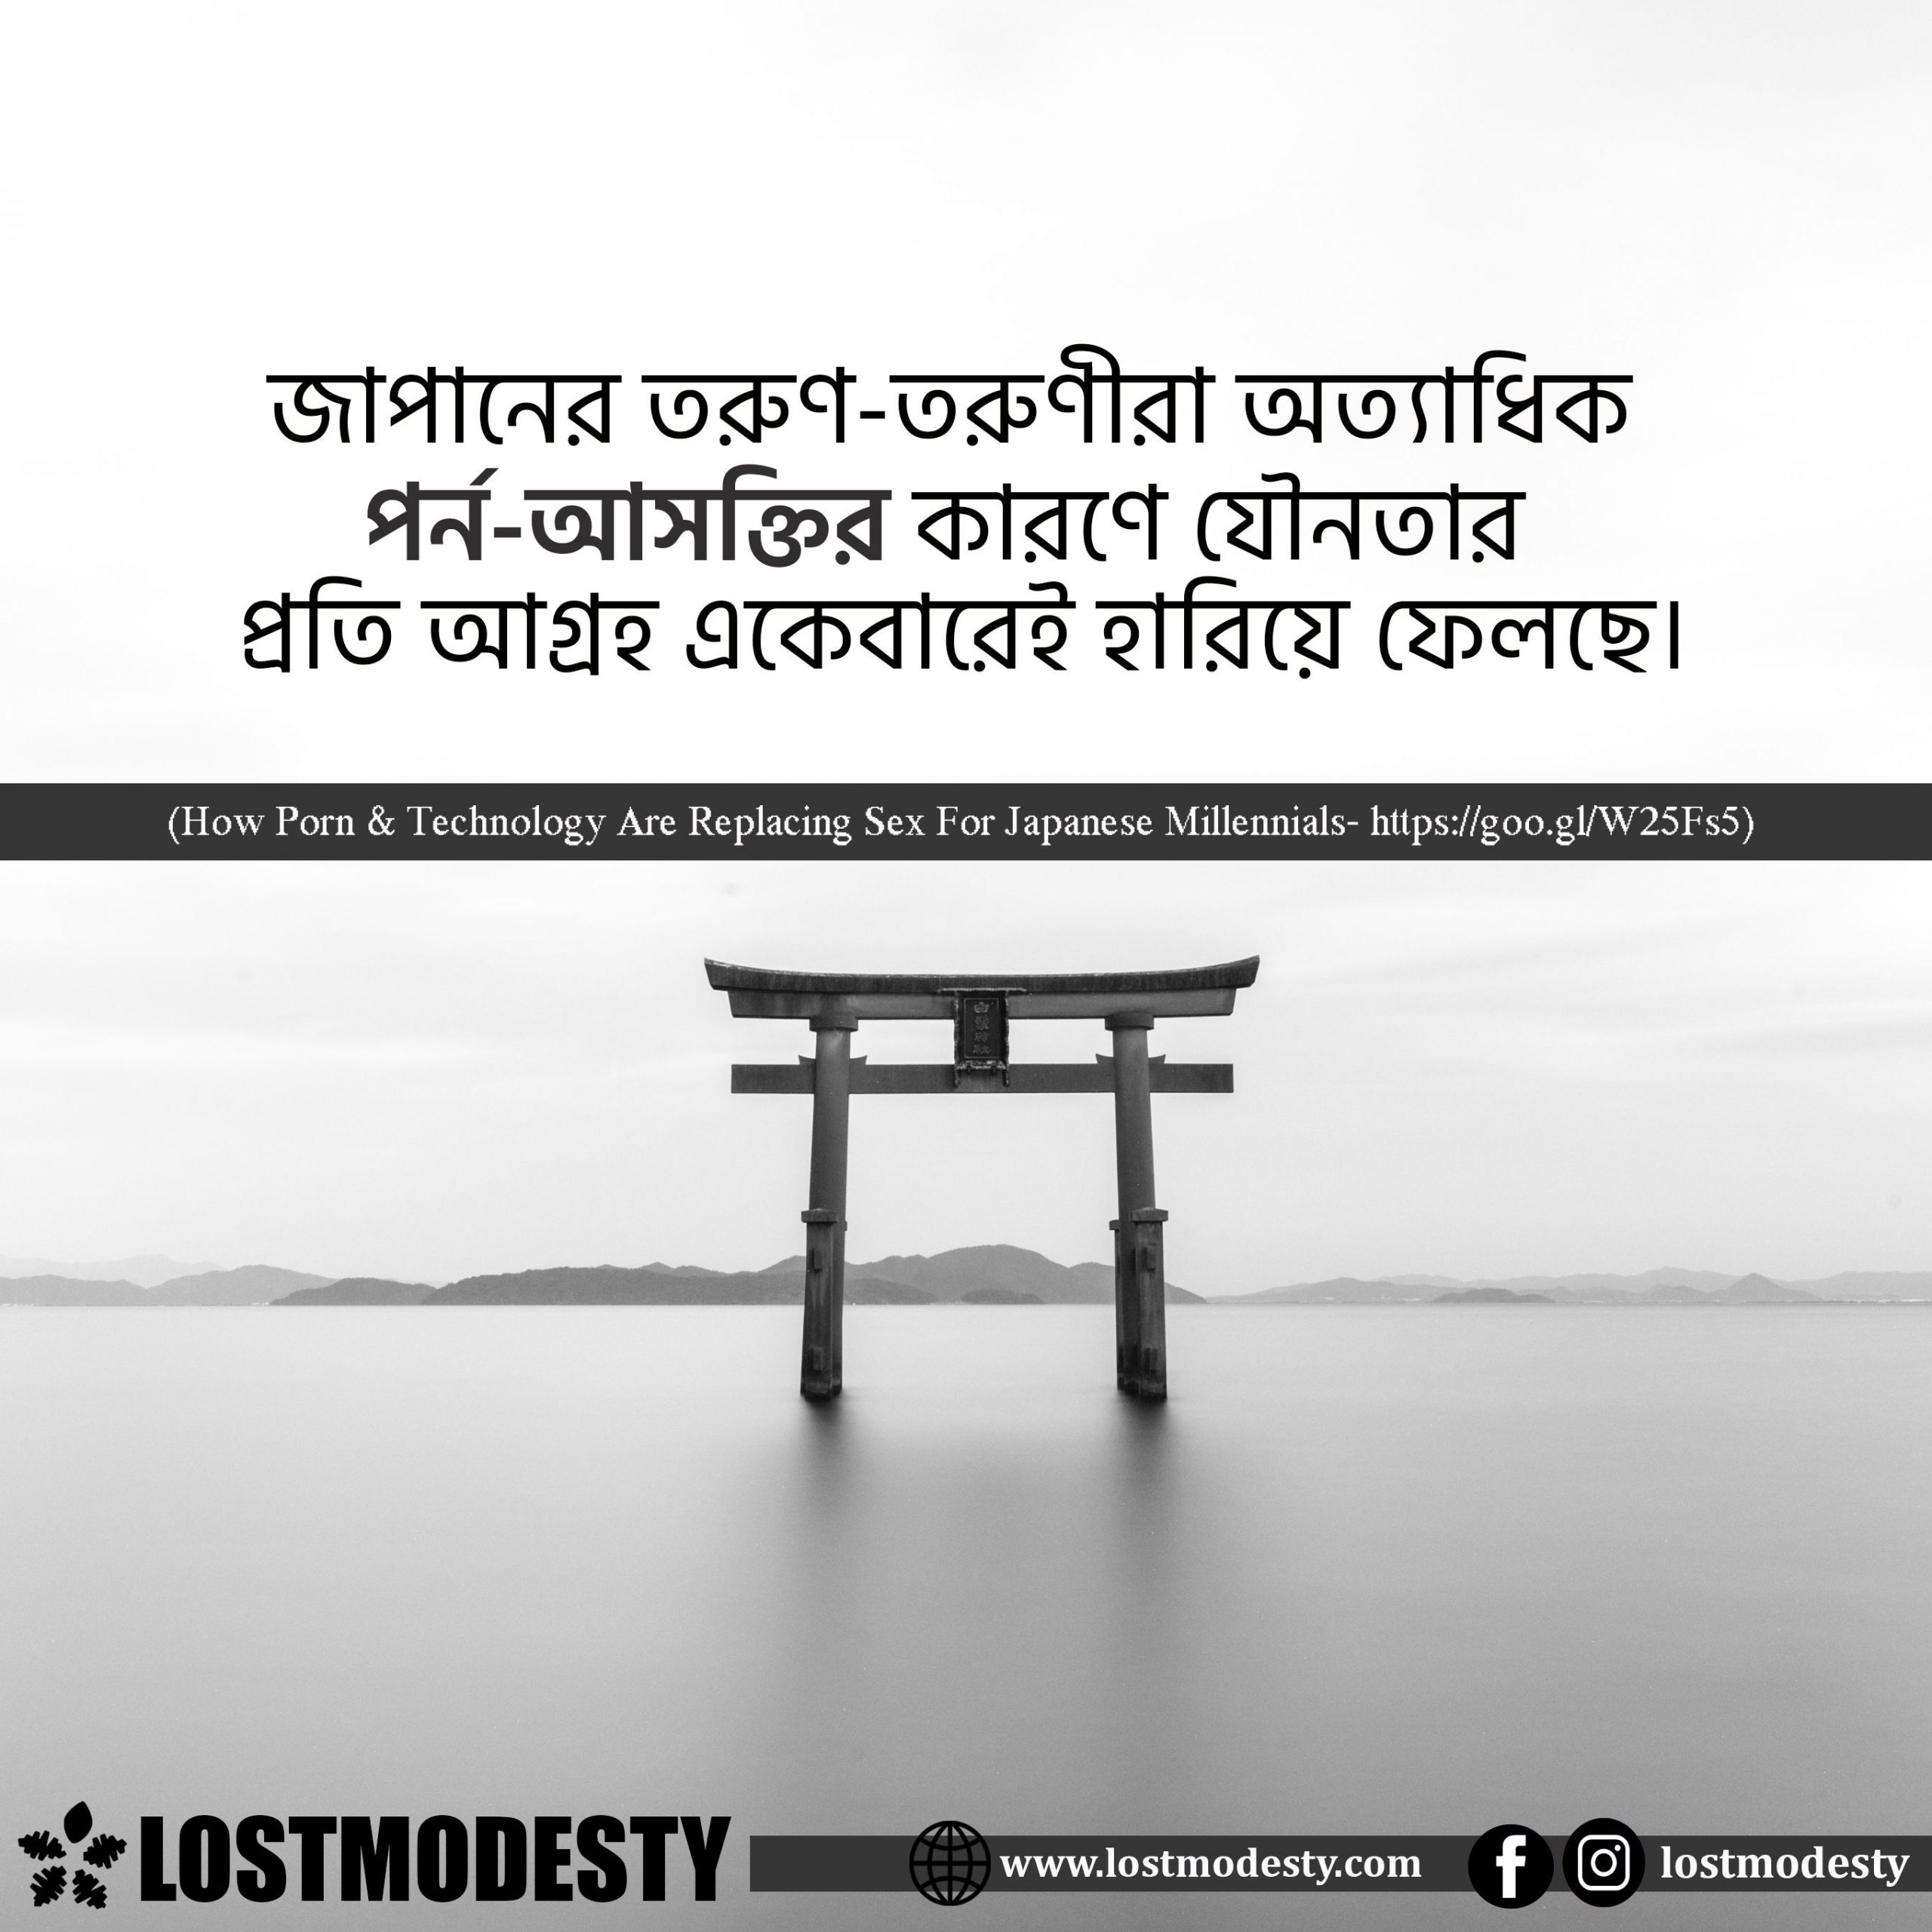 জাপানের তরুণ-তরুণীরা অত্যাধিক
পর্ন-আসক্তির কারণে যৌনতার
প্রতি আগ্রহ একেবারেই হারিয়ে ফেলছে।
(How Porn & Technology Are Replacing Sex For Japanese Millennials- https://goo.gl/W25Fs5)
LOSTMODESTY
www.lostmodesty.com
lostmodesty